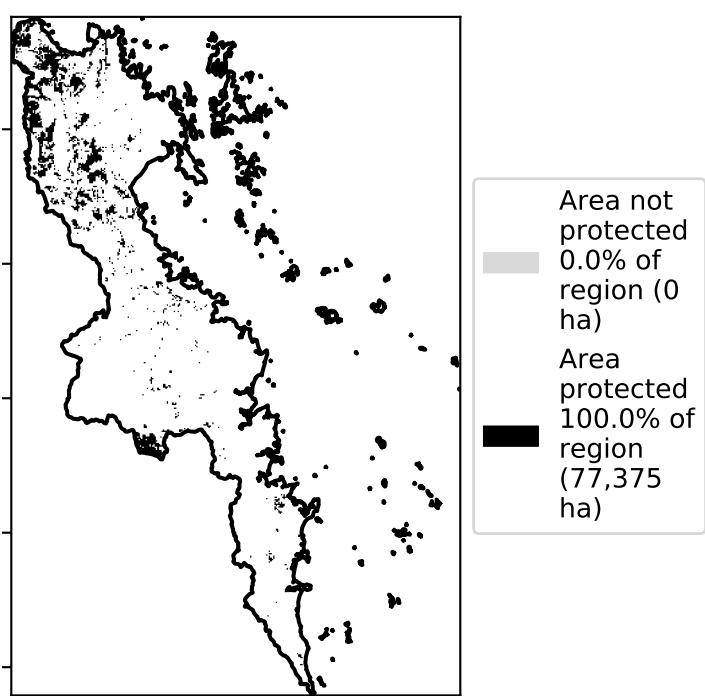 Area not
protected
0.0% of
region (0
ha)
Area
protected
100.0% of
region
(77,375
ha)